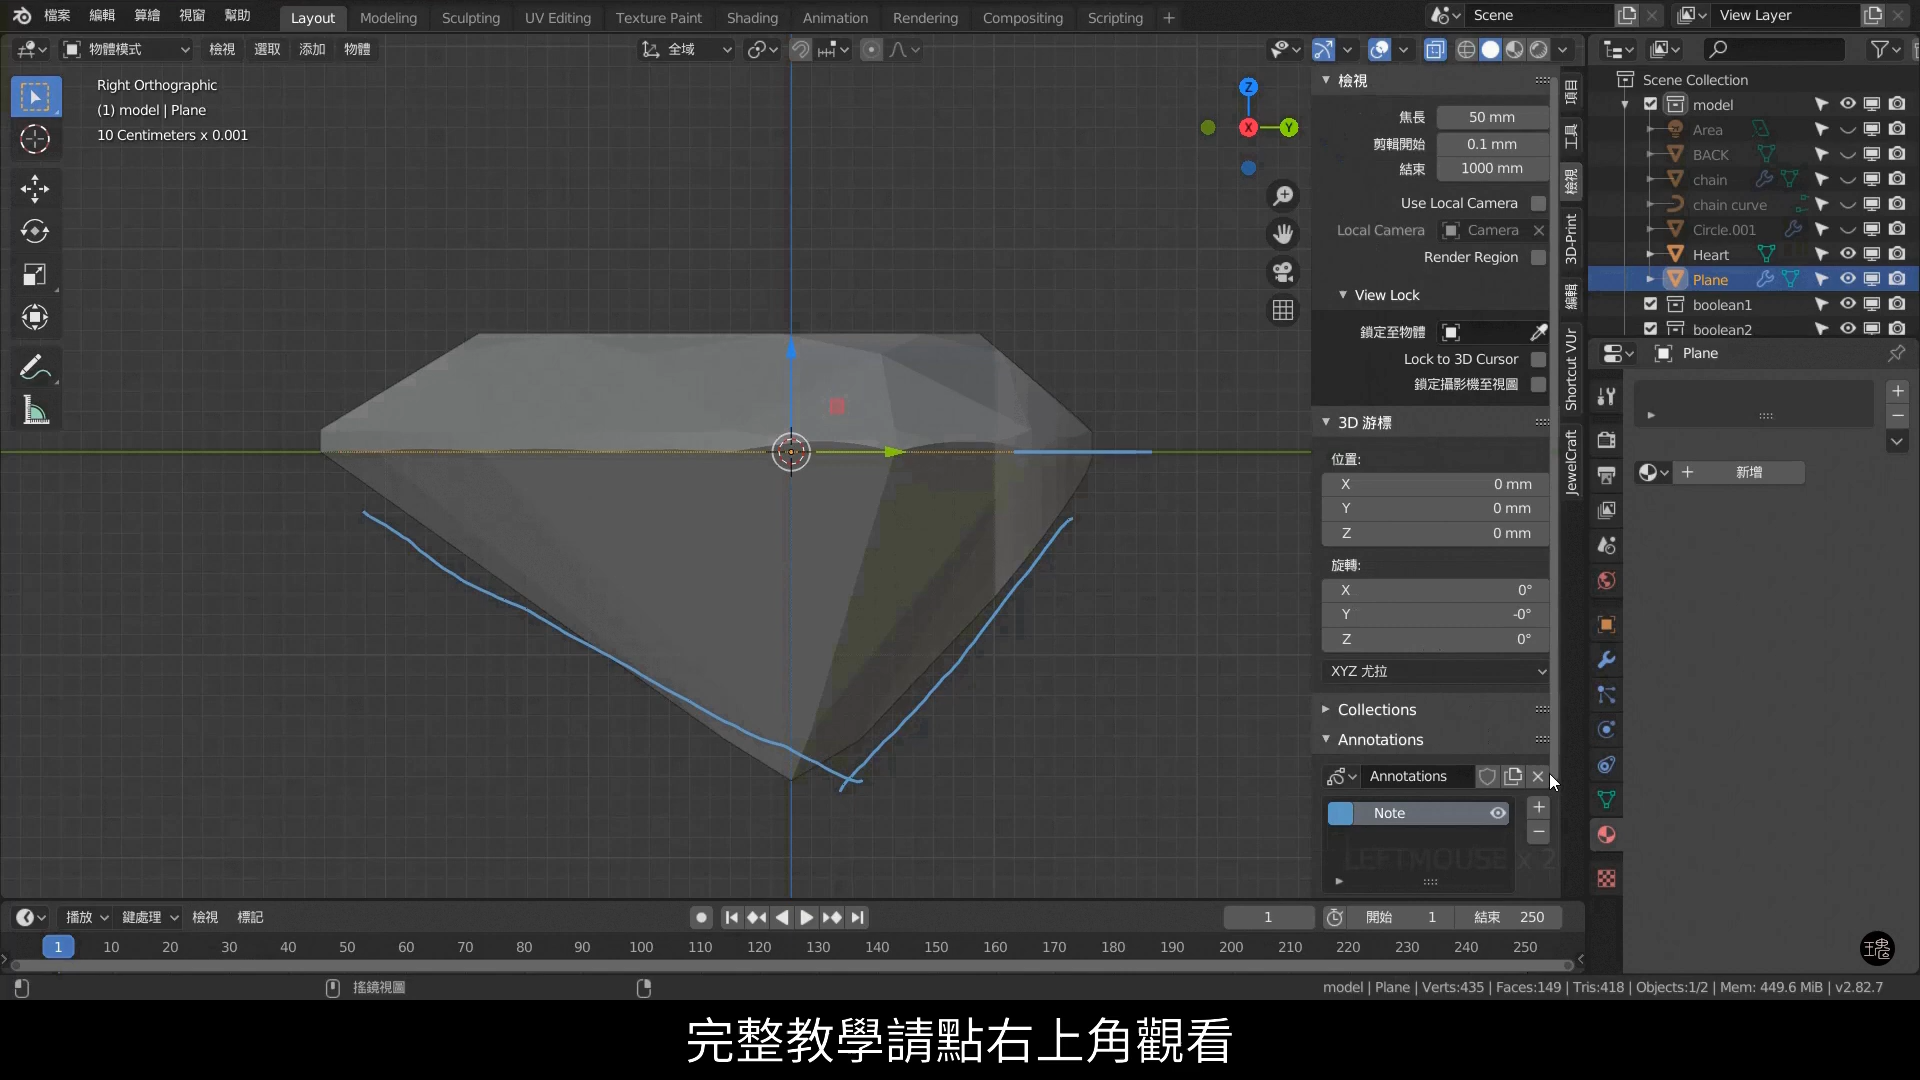 檔案 編輯 算繪 視窗 幫助 Layout Modeling Sculpting UV Editing Texture Paint Shading Animation Rendering Compositing Scripting + Scene View Layer
物體模式 檢視 選取 添加 物體 全域
Right Orthographic
(1) model | Plane
10 Centimeters x 0.001
Z
X
Y
檢視
焦長 50 mm
剪輯開始 0.1 mm
結束 1000 mm
Use Local Camera
Local Camera Camera
Render Region
View Lock
鎖定至物體
Lock to 3D Cursor
鎖定攝影機至視圖
3D 游標
位置:
X 0 mm
Y 0 mm
Z 0 mm
旋轉:
X 0°
Y -0°
Z 0°
XYZ 尤拉
Collections
Annotations
Annotations
Note
LEFTMOUSE x 2
項目
工具
檢視
3D-Print
編輯
Shortcut VUr
JewelCraft
Scene Collection
model
Area
BACK
chain
chain curve
Circle.001
Heart
Plane
boolean1
boolean2
Plane
新增
播放 鍵處理 檢視 標記 1 開始 1 結束 250
1 10 20 30 40 50 60 70 80 90 100 110 120 130 140 150 160 170 180 190 200 210 220 230 240 250
搖鏡視圖
model | Plane | Verts:435 | Faces:149 | Tris:418 | Objects:1/2 | Mem: 449.6 MiB | v2.82.7
完整教學請點右上角觀看